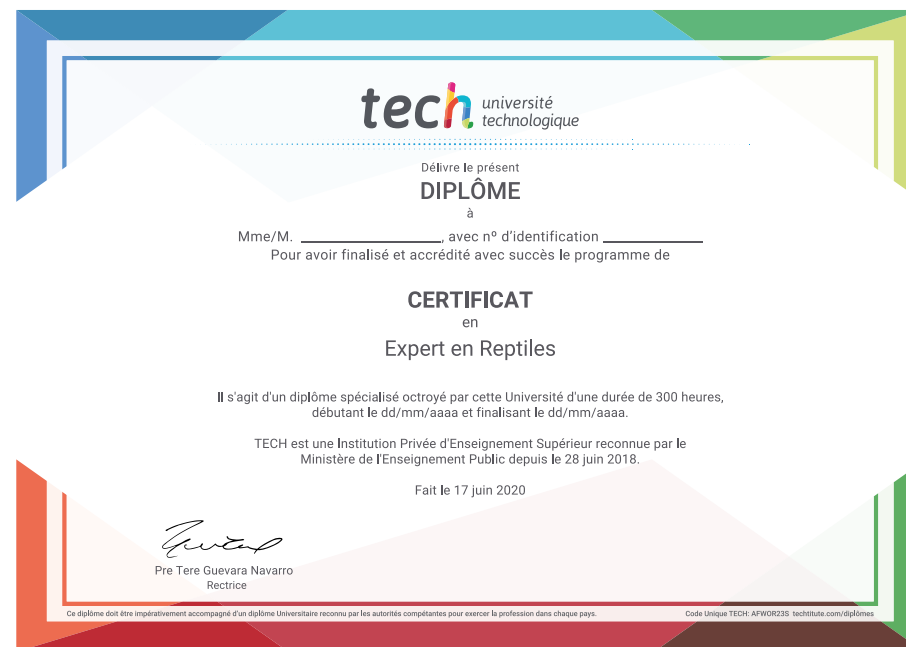 tech université
technologique
Délivre le présent
DIPLÔME
à
Mme/M. ____________________, avec nº d'identification ______________
Pour avoir finalisé et accrédité avec succès le programme de
CERTIFICAT
en
Expert en Reptiles
Il s'agit d'un diplôme spécialisé octroyé par cette Université d'une durée de 300 heures,
débutant le dd/mm/aaaa et finalisant le dd/mm/aaaa.
TECH est une Institution Privée d'Enseignement Supérieur reconnue par le
Ministère de l'Enseignement Public depuis le 28 juin 2018.
Fait le 17 juin 2020
Pre Tere Guevara Navarro
Rectrice
Ce diplôme doit être impérativement accompagné d'un diplôme Universitaire reconnu par les autorités compétantes pour exercer la profession dans chaque pays.
Code Unique TECH: AFWOR23S techtitute.com/diplômes